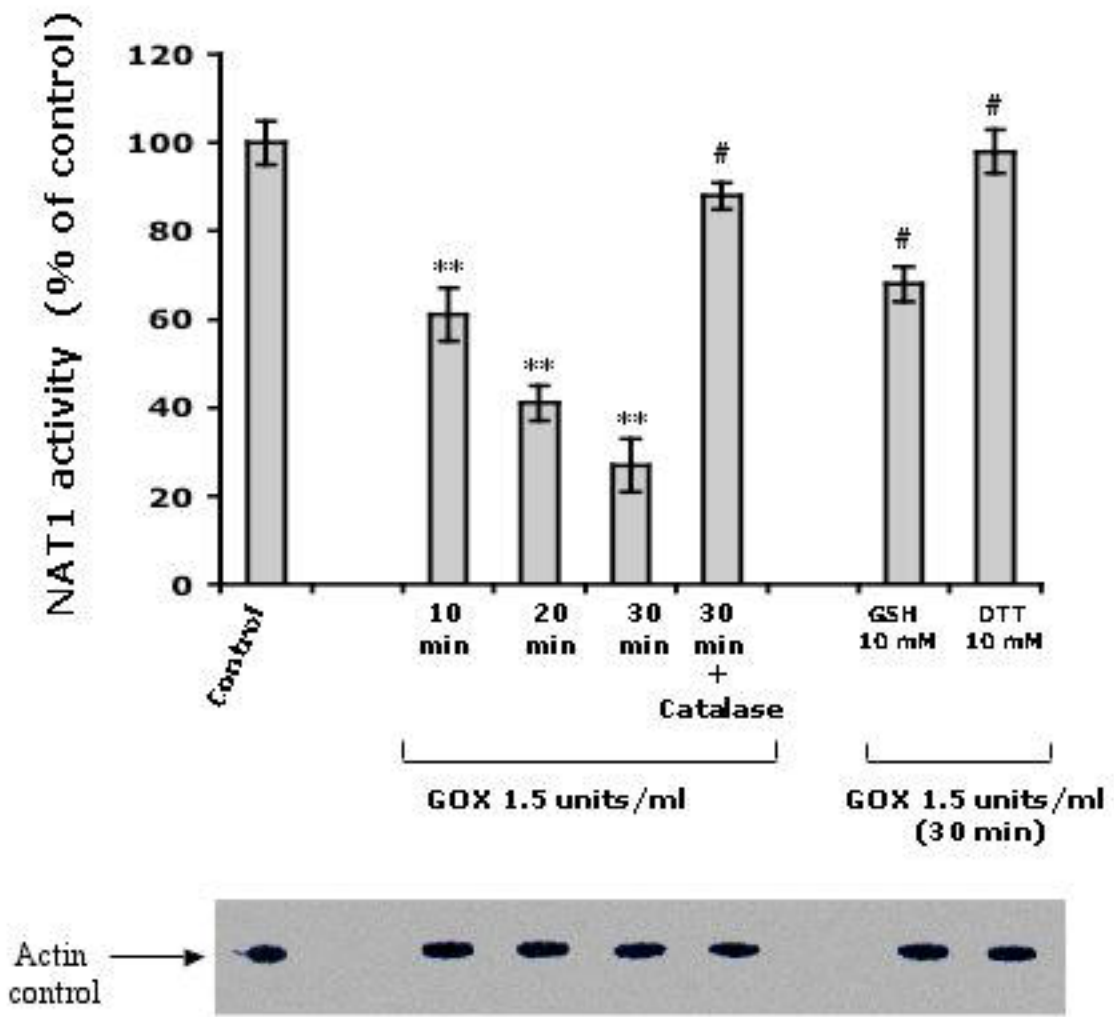 NAT1 activity (% of control)
120
100
80
60
40
20
0
**
**
**
#
#
#
Control
10 min
20 min
30 min
30 min + Catalase
GSH 10 mM
DTT 10 mM
GOX 1.5 units/ml
GOX 1.5 units/ml
(30 min)
Actin
control